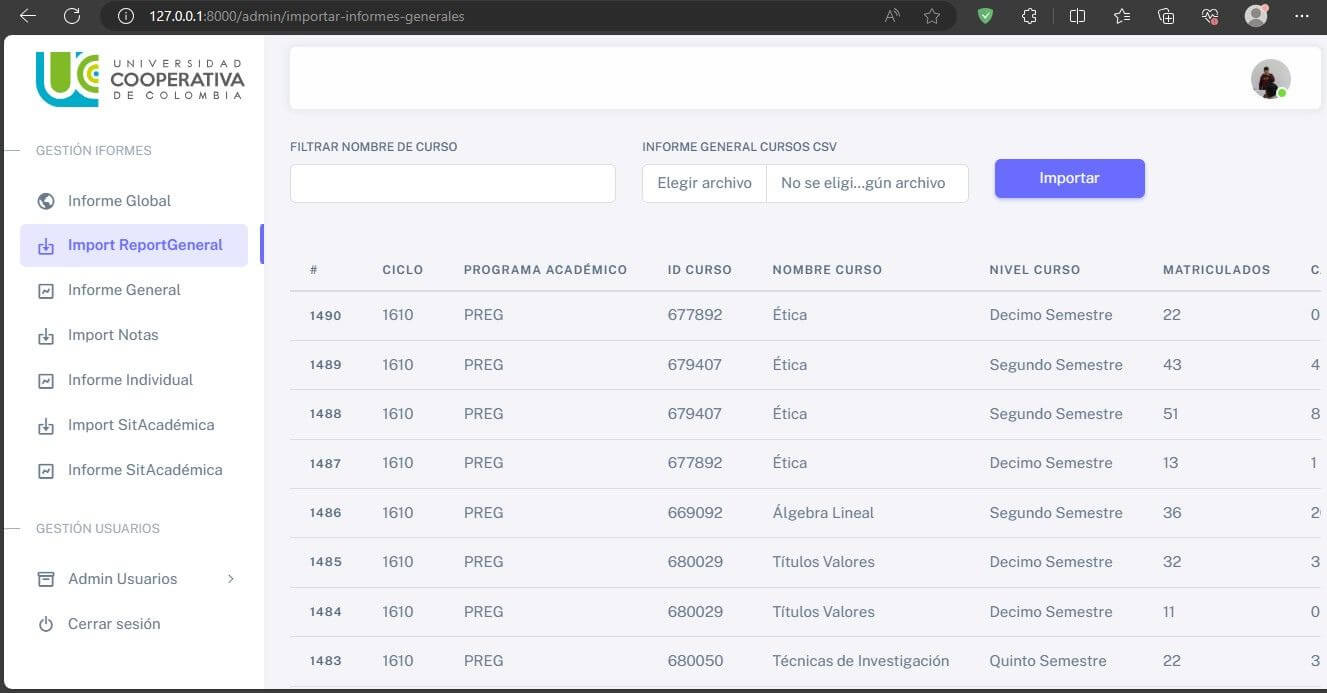 127.0.0.1:8000/admin/importar-informes-generales
UNIVERSIDAD
COOPERATIVA
DE COLOMBIA
GESTIÓN IFORMES
Informe Global
Import ReportGeneral
Informe General
Import Notas
Informe Individual
Import SitAcadémica
Informe SitAcadémica
GESTIÓN USUARIOS
Admin Usuarios
Cerrar sesión
FILTRAR NOMBRE DE CURSO
INFORME GENERAL CURSOS CSV
Elegir archivo No se eligi...gún archivo
Importar
# CICLO PROGRAMA ACADÉMICO ID CURSO NOMBRE CURSO NIVEL CURSO MATRICULADOS
1490 1610 PREG 677892 Ética Decimo Semestre 22 0
1489 1610 PREG 679407 Ética Segundo Semestre 43 4
1488 1610 PREG 679407 Ética Segundo Semestre 51 8
1487 1610 PREG 677892 Ética Decimo Semestre 13 1
1486 1610 PREG 669092 Álgebra Lineal Segundo Semestre 36
1485 1610 PREG 680029 Títulos Valores Decimo Semestre 32 3
1484 1610 PREG 680029 Títulos Valores Decimo Semestre 11 0
1483 1610 PREG 680050 Técnicas de Investigación Quinto Semestre 22 3